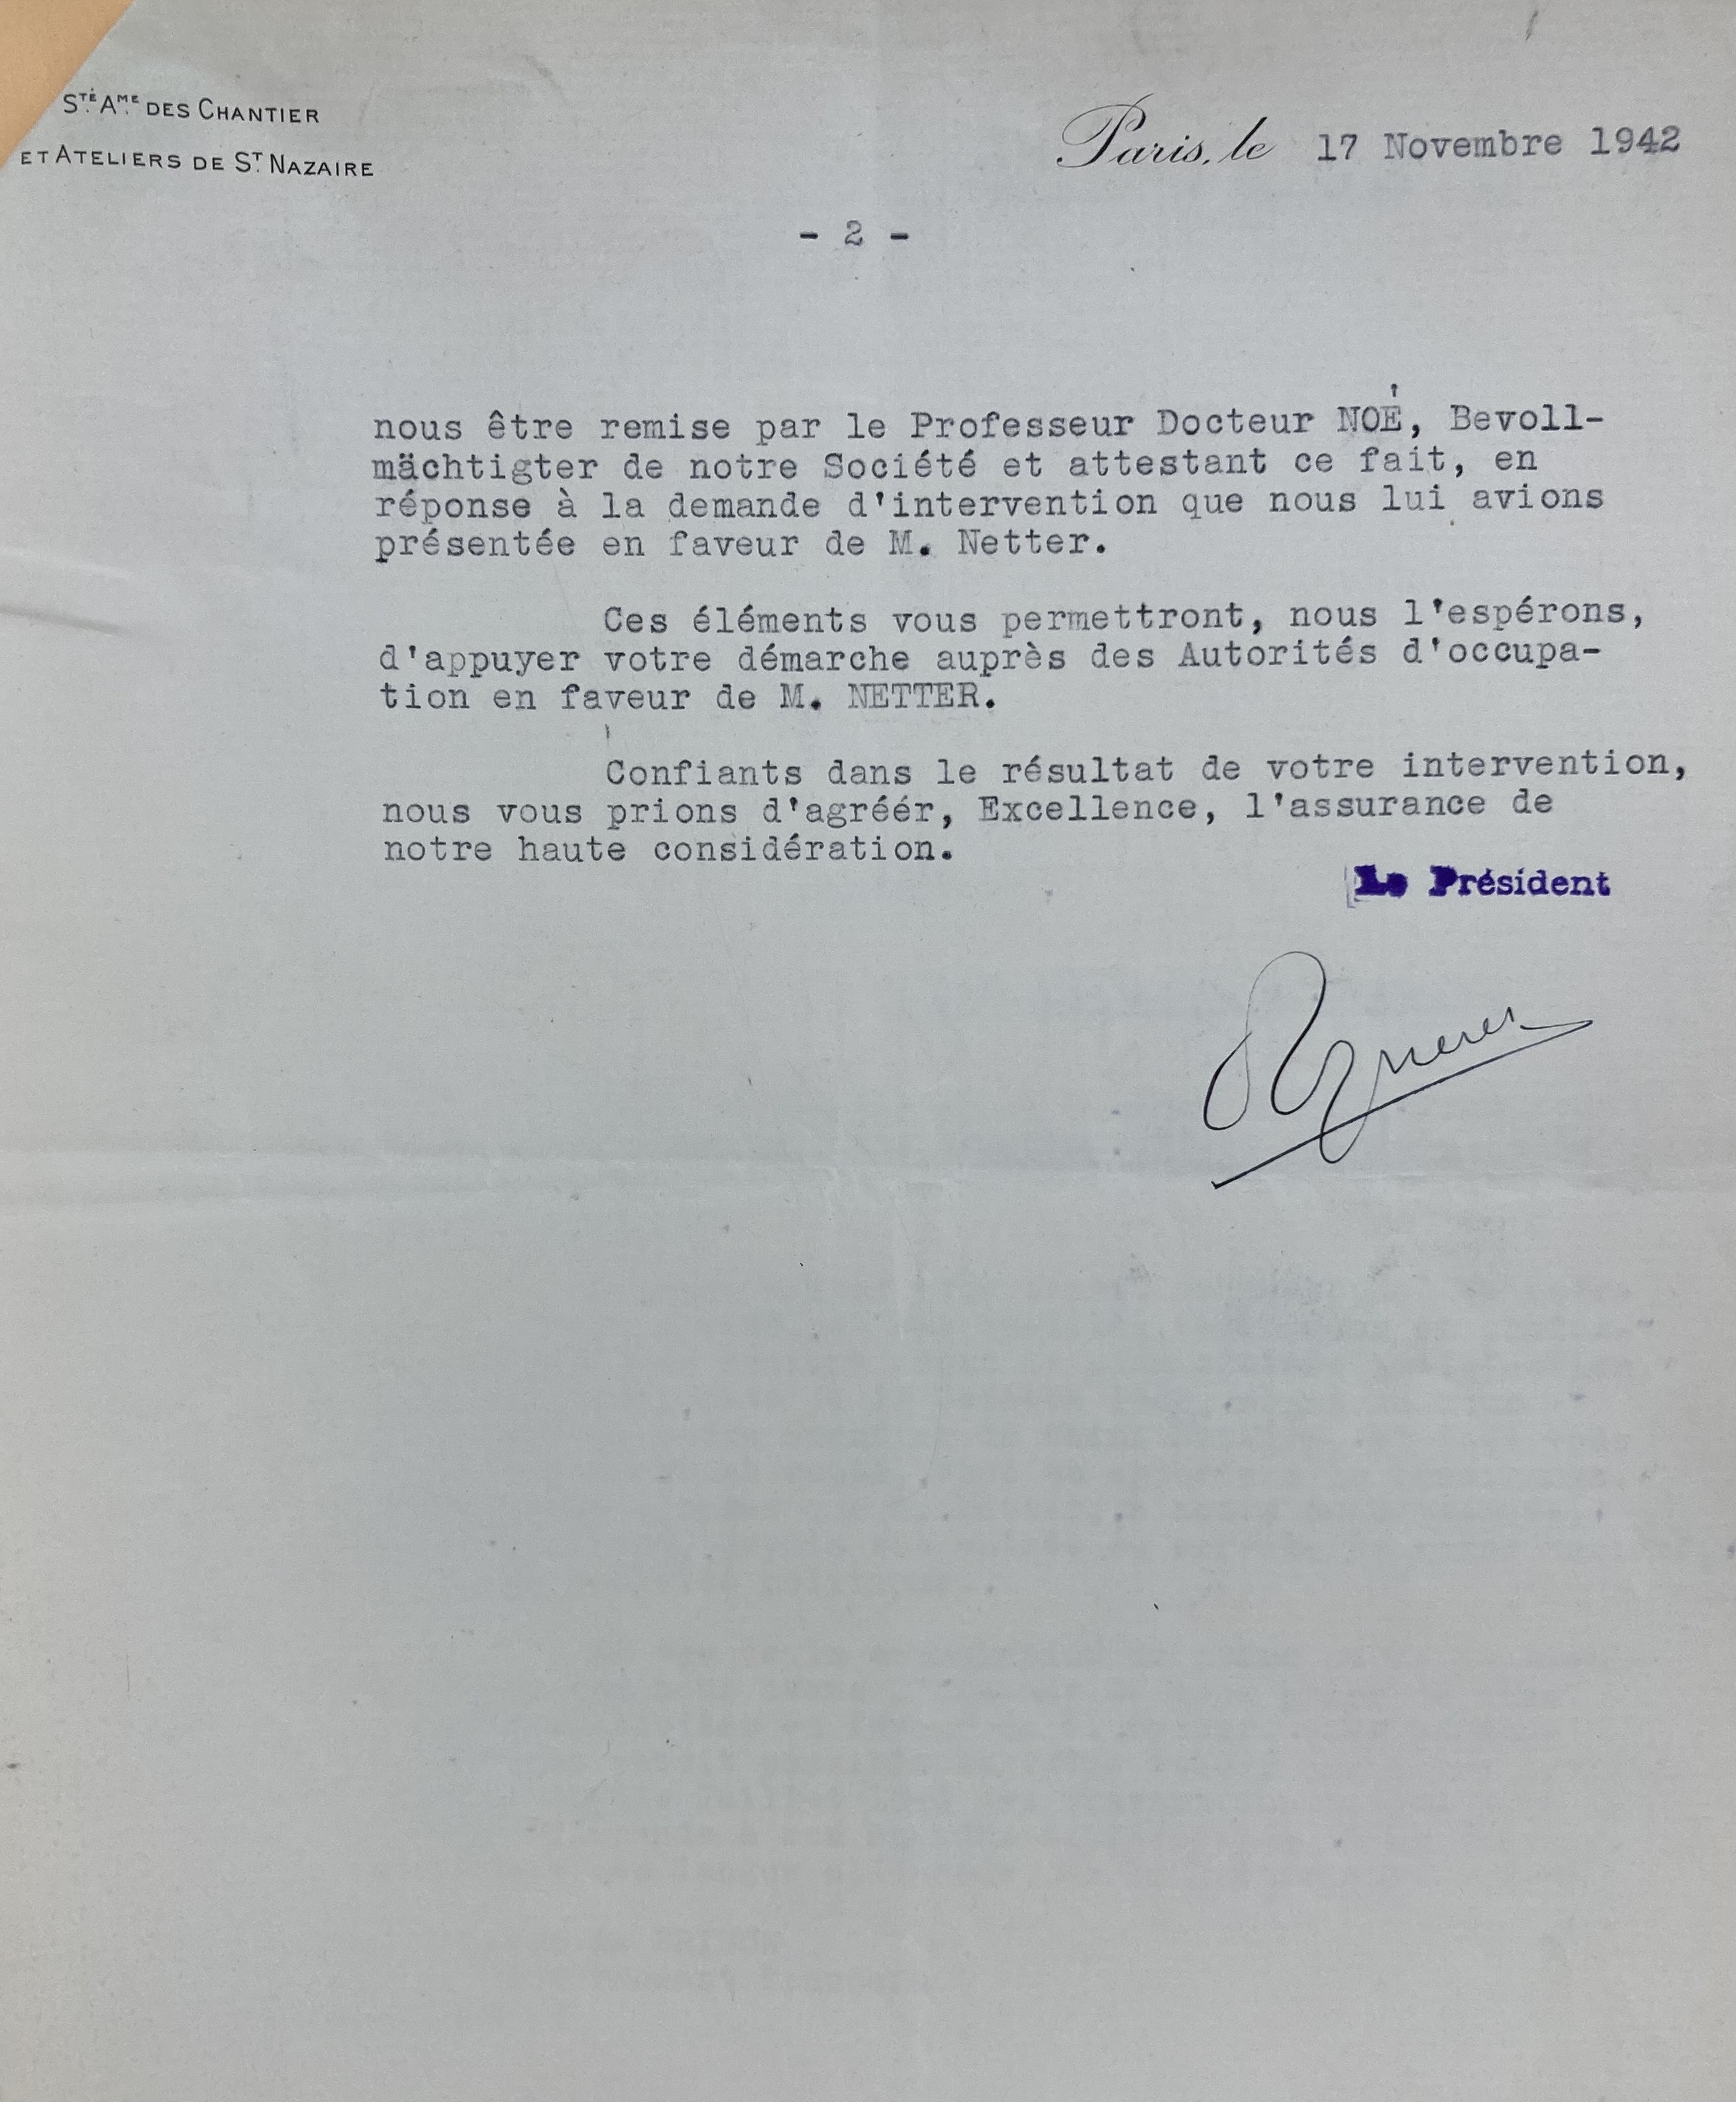 STÉ AME DES CHANTIER
ET ATELIERS DE ST NAZAIRE
Paris, le 17 Novembre 1942
- 2 -
nous être remise par le Professeur Docteur NOÉ, Bevoll-
mächtigter de notre Société et attestant ce fait, en
réponse à la demande d'intervention que nous lui avions
présentée en faveur de M. Netter.
Ces éléments vous permettront, nous l'espérons,
d'appuyer votre démarche auprès des Autorités d'occupa-
tion en faveur de M. NETTER.
Confiants dans le résultat de votre intervention,
nous vous prions d'agréér, Excellence, l'assurance de
notre haute considération.
Le Président